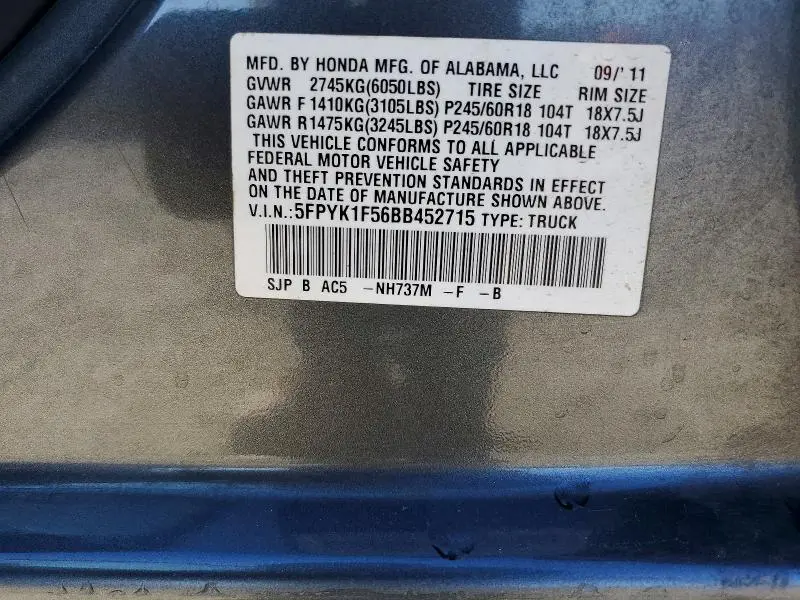 MFD. BY HONDA MFG. OF ALABAMA, LLC 09/'11
GVWR 2745KG(6050LBS) TIRE SIZE RIM SIZE
GAWR F1410KG(3105LBS) P245/60R18 104T 18X7.5J
GAWR R1475KG(3245LBS) P245/60R18 104T 18X7.5J
THIS VEHICLE CONFORMS TO ALL APPLICABLE
FEDERAL MOTOR VEHICLE SAFETY
AND THEFT PREVENTION STANDARDS IN EFFECT
ON THE DATE OF MANUFACTURE SHOWN ABOVE.
V.I.N.:5FPYK1F56BB452715 TYPE: TRUCK
SJP B AC5 -NH737M -F -B